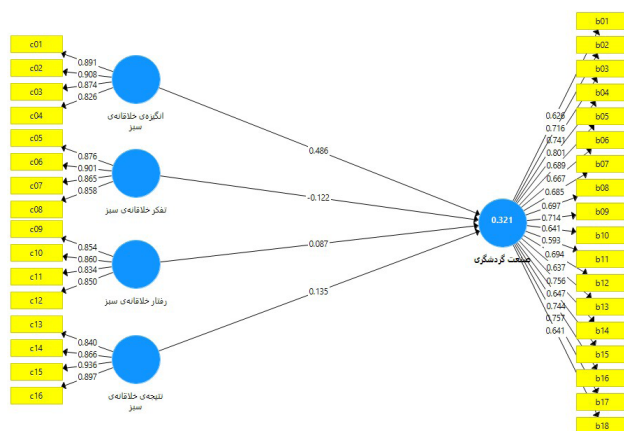 c01
c02
c03
c04
0.891
0.908
0.874
0.826
انگیزه‌ی خلاقانه‌ی
سبز
c05
c06
c07
c08
0.876
0.901
0.865
0.858
تفکر خلاقانه‌ی سبز
c09
c10
c11
c12
0.854
0.860
0.834
0.850
رفتار خلاقانه‌ی سبز
c13
c14
c15
c16
0.840
0.866
0.936
0.897
نتیجه‌ی خلاقانه‌ی
سبز
0.486
-0.122
0.087
0.135
0.321
صنعت گردشگری
0.626
0.716
0.741
0.801
0.689
0.667
0.685
0.697
0.714
0.641
0.593
0.694
0.637
0.756
0.647
0.744
0.757
0.641
b01
b02
b03
b04
b05
b06
b07
b08
b09
b10
b11
b12
b13
b14
b15
b16
b17
b18